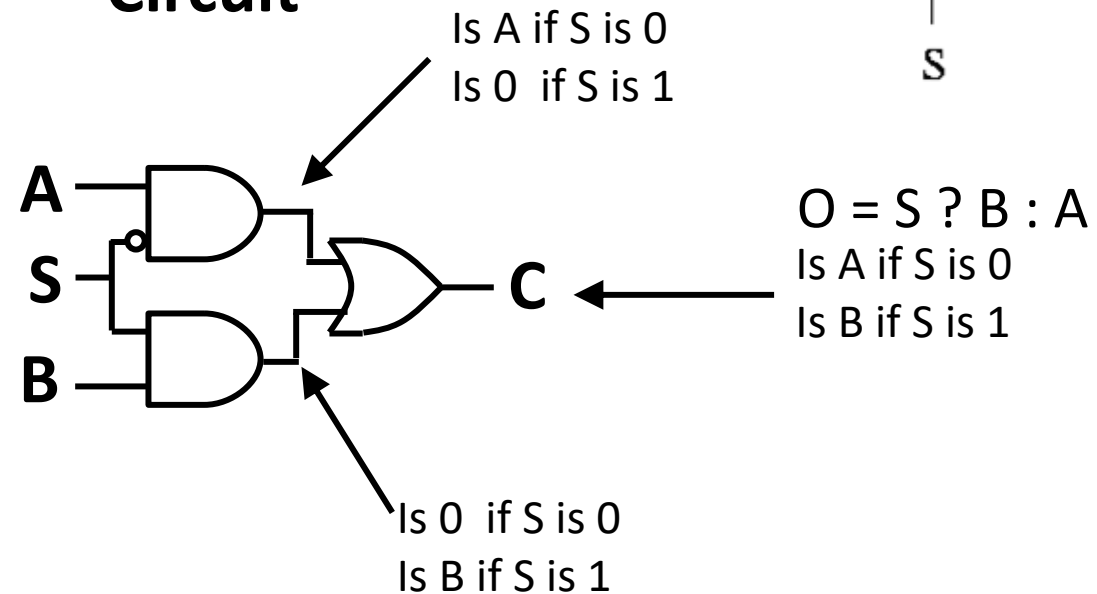 Circuit
Is A if S is 0
Is 0 if S is 1
S
A
S
B
C
O = S ? B : A
Is A if S is 0
Is B if S is 1
Is 0 if S is 0
Is B if S is 1